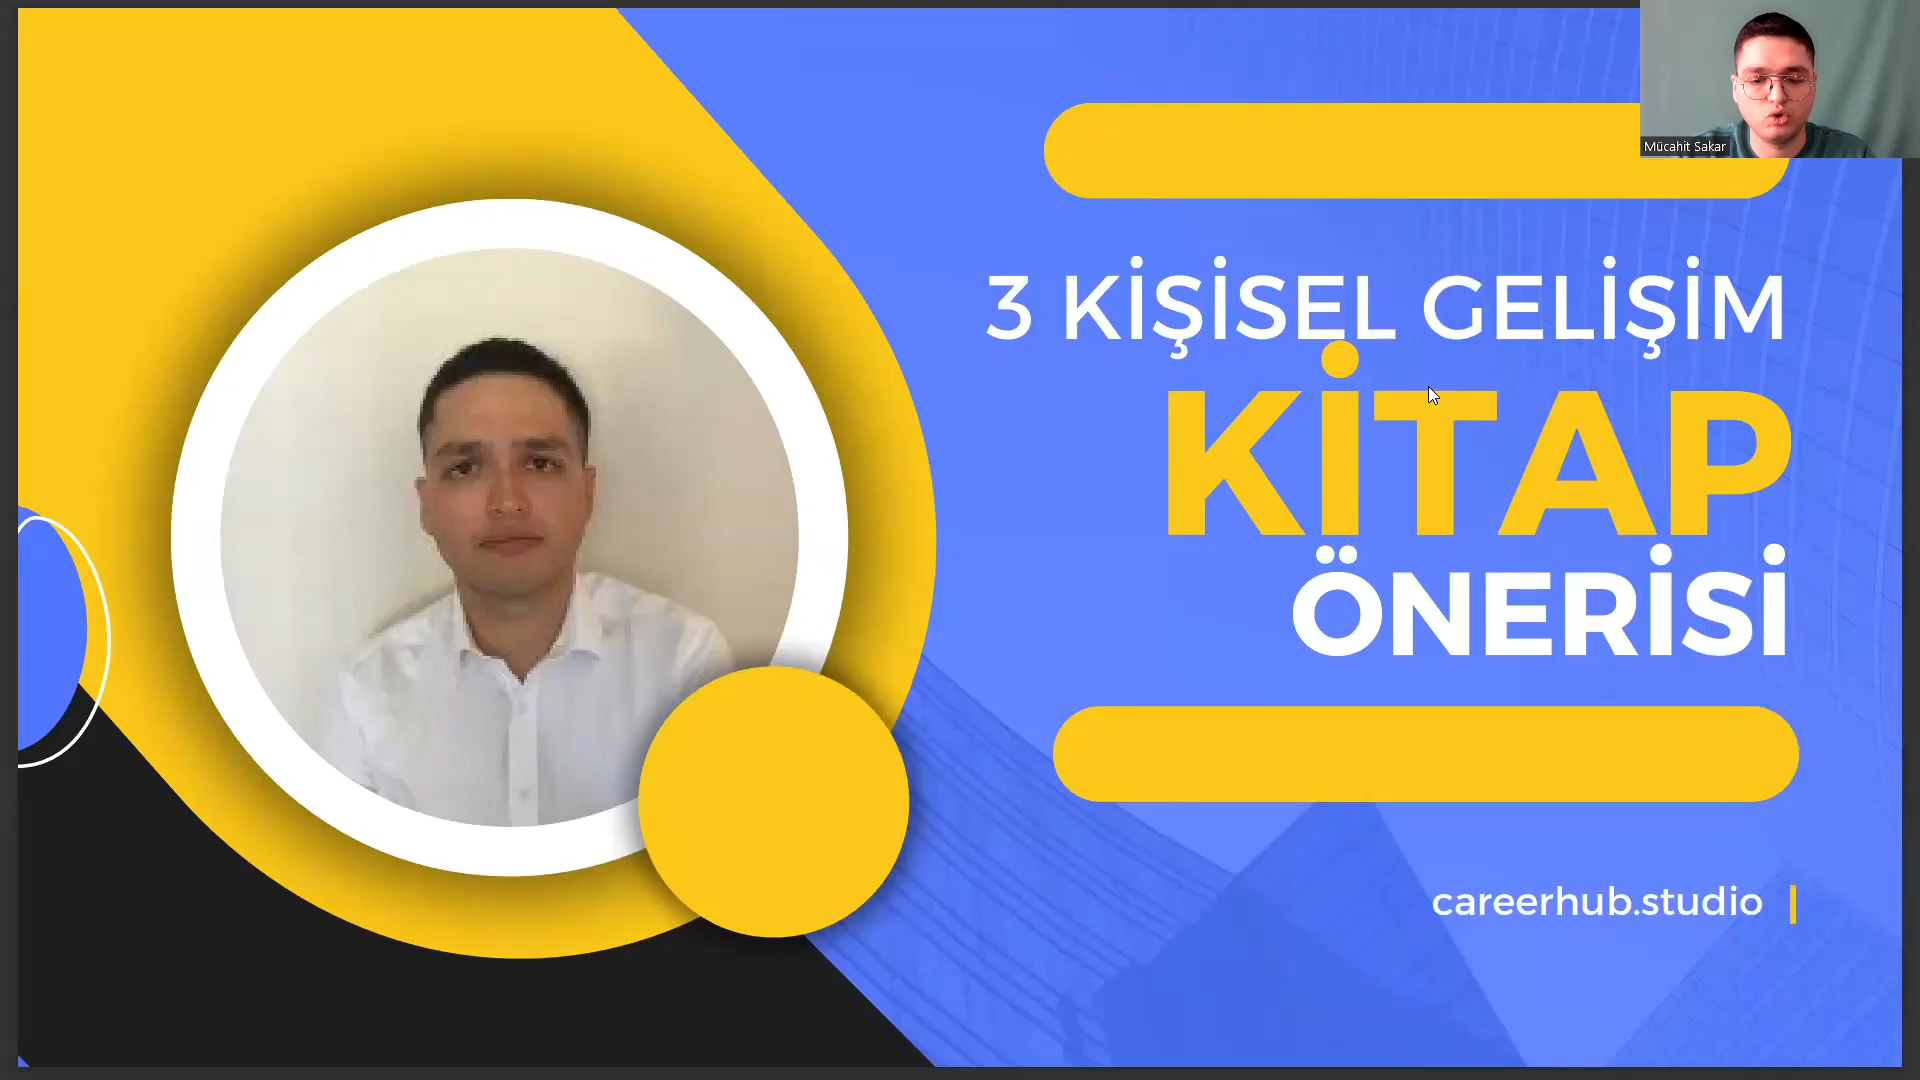 Mücahit Sakar
3 KİŞİSEL GELİŞİM
KİTAP
ÖNERİSİ
careerhub.studio